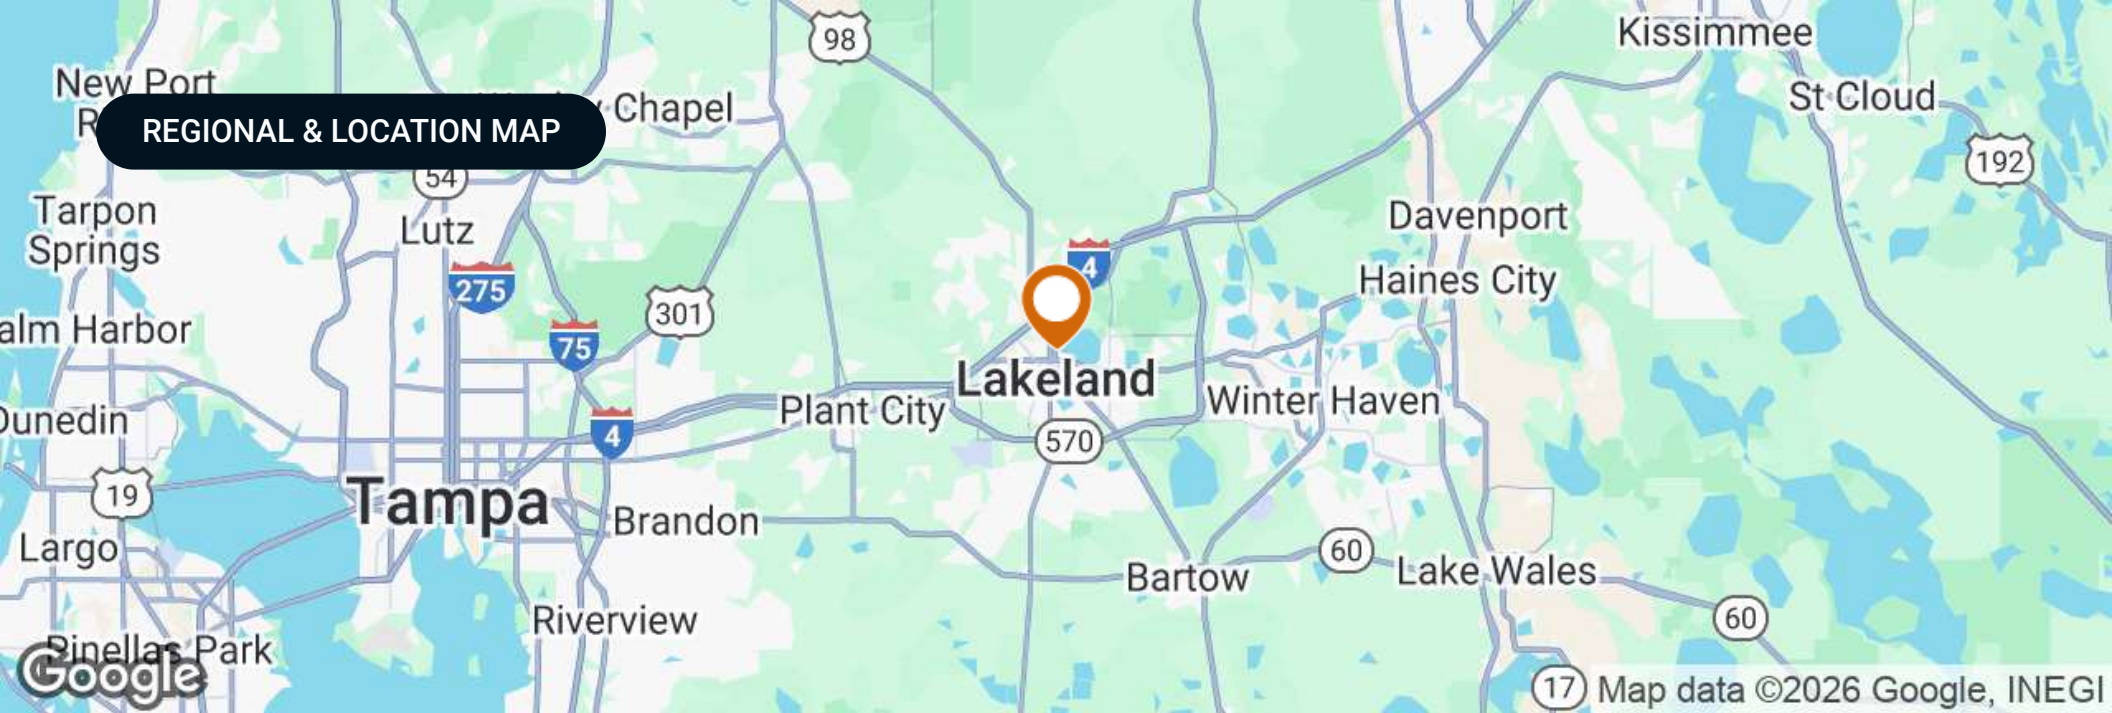 Kissimmee
98
New Port
St Cloud
Chapel
REGIONAL & LOCATION MAP
192
54
Tarpon
Springs
Lutz
Davenport
4
275
Haines City
301
alm Harbor
75
Lakeland
Winter Haven
Plant City
Dunedin
4
570
19
Tampa
Brandon
Largo
60
Bartow
Lake Wales
Riverview
60
Pinellas Park
Google
17
Map data ©2026 Google, INEGI